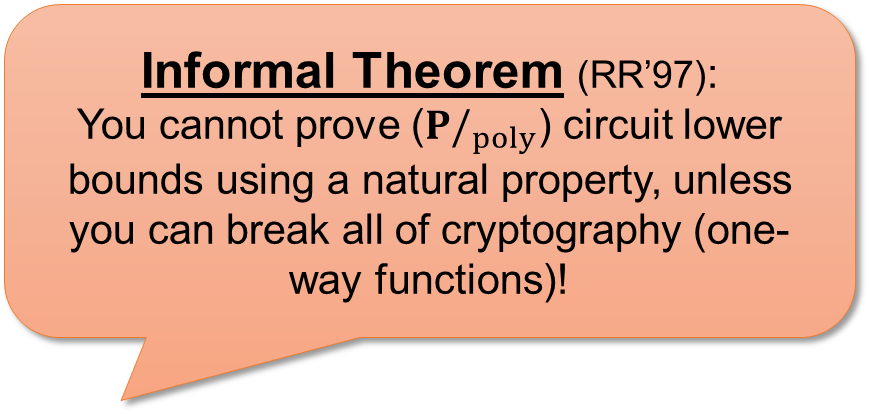 Informal Theorem (RR’97):
You cannot prove (𝐏/poly) circuit lower
bounds using a natural property, unless
you can break all of cryptography (one-
way functions)!